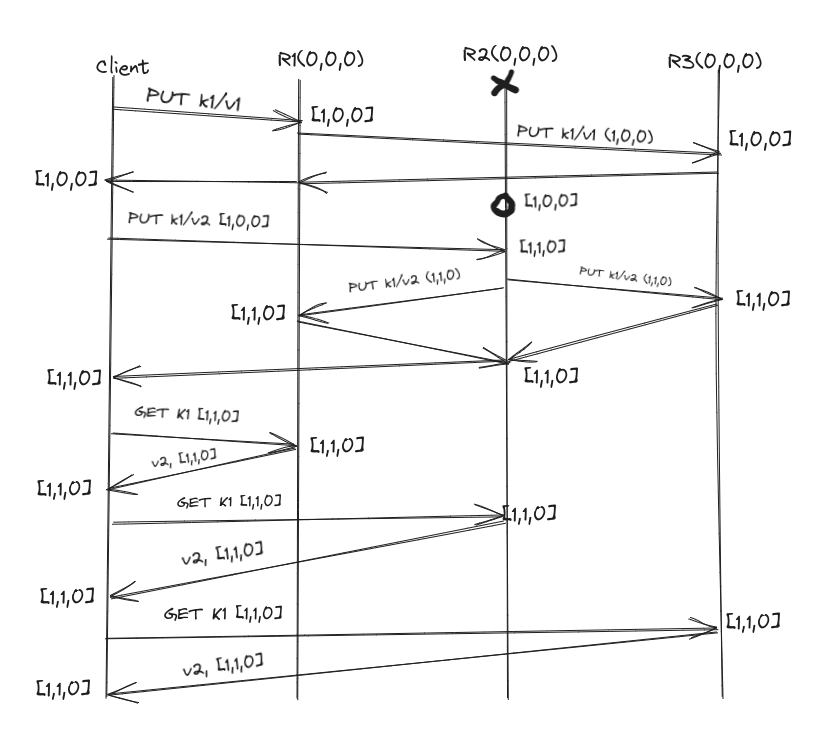 Client
R1(0,0,0)
R2(0,0,0)
R3(0,0,0)
PUT k1/v1
[1,0,0]
PUT k1/v1 (1,0,0)
[1,0,0]
[1,0,0]
[1,0,0]
PUT k1/v2 [1,0,0]
[1,1,0]
PUT k1/v2 (1,1,0)
PUT k1/v2 (1,1,0)
[1,1,0]
[1,1,0]
[1,1,0]
[1,1,0]
GET K1 [1,1,0]
[1,1,0]
v2, [1,1,0]
[1,1,0]
GET K1 [1,1,0]
[1,1,0]
v2, [1,1,0]
[1,1,0]
GET K1 [1,1,0]
[1,1,0]
v2, [1,1,0]
[1,1,0]